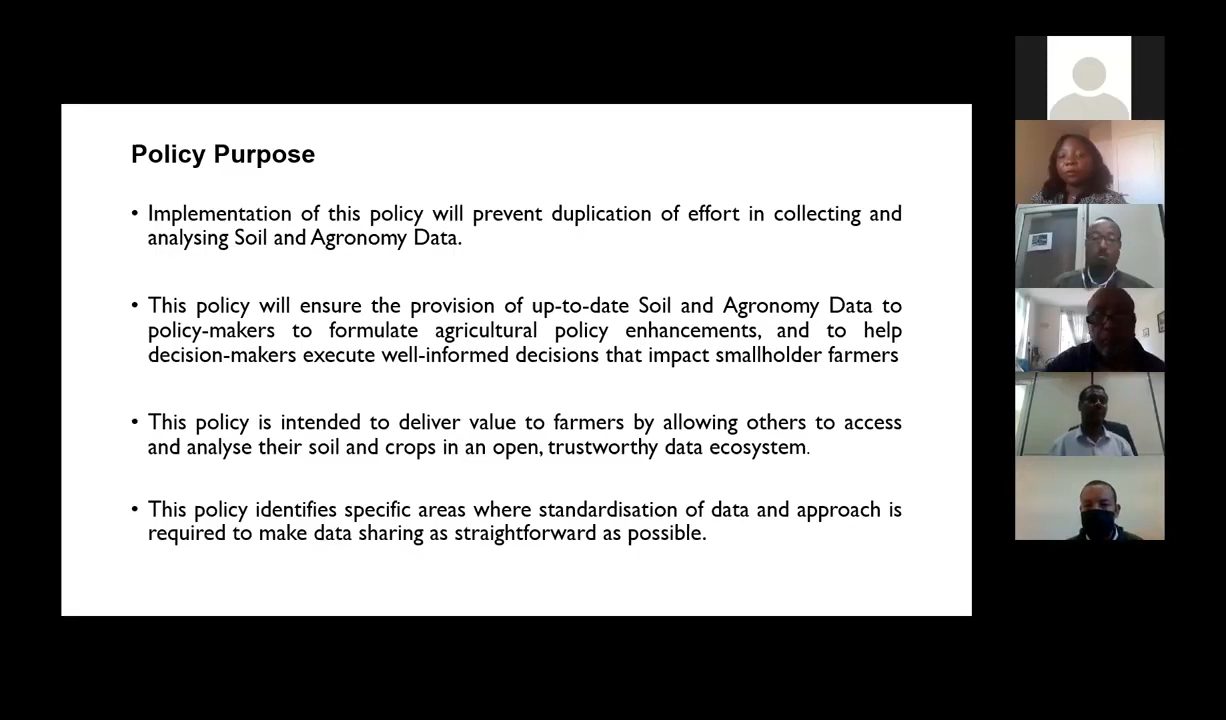 Policy Purpose
• Implementation of this policy will prevent duplication of effort in collecting and
analysing Soil and Agronomy Data.
• This policy will ensure the provision of up-to-date Soil and Agronomy Data to
policy-makers to formulate agricultural policy enhancements, and to help
decision-makers execute well-informed decisions that impact smallholder farmers
• This policy is intended to deliver value to farmers by allowing others to access
and analyse their soil and crops in an open, trustworthy data ecosystem.
• This policy identifies specific areas where standardisation of data and approach is
required to make data sharing as straightforward as possible.